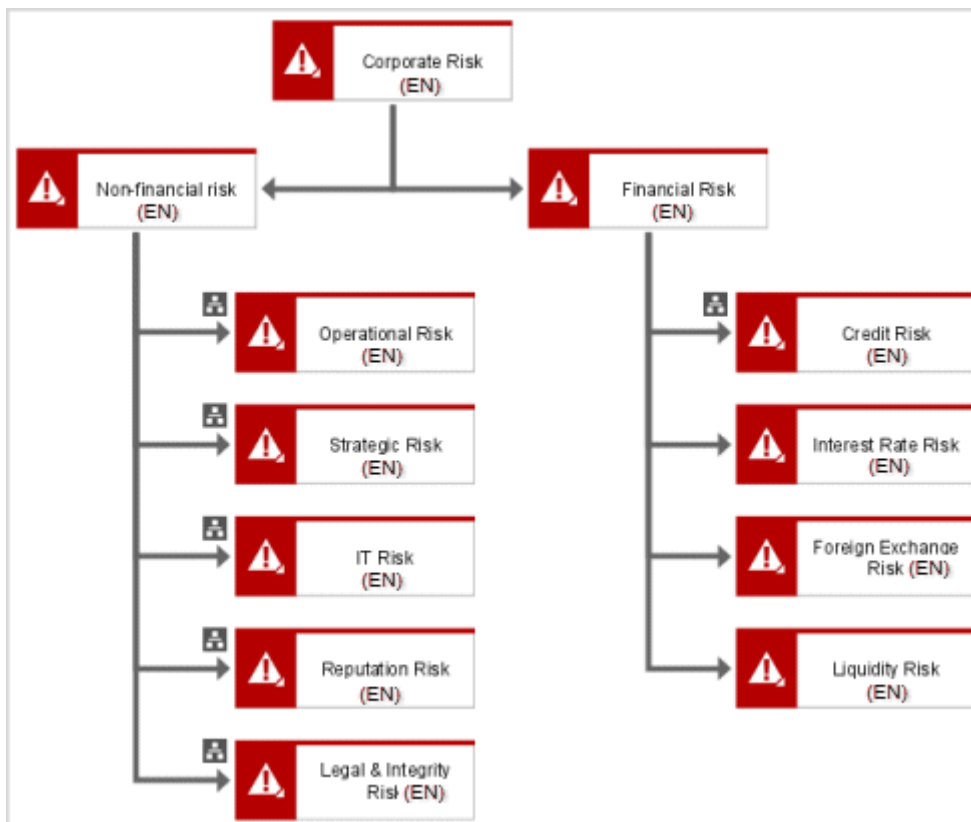 Corporate Risk
(EN)
Non-financial risk
(EN)
Financial Risk
(EN)
Operational Risk
(EN)
Credit Risk
(EN)
Strategic Risk
(EN)
Interest Rate Risk
(EN)
IT Risk
(EN)
Foreign Exchange
Risk (EN)
Reputation Risk
(EN)
Liquidity Risk
(EN)
Legal & Integrity
Risk (EN)